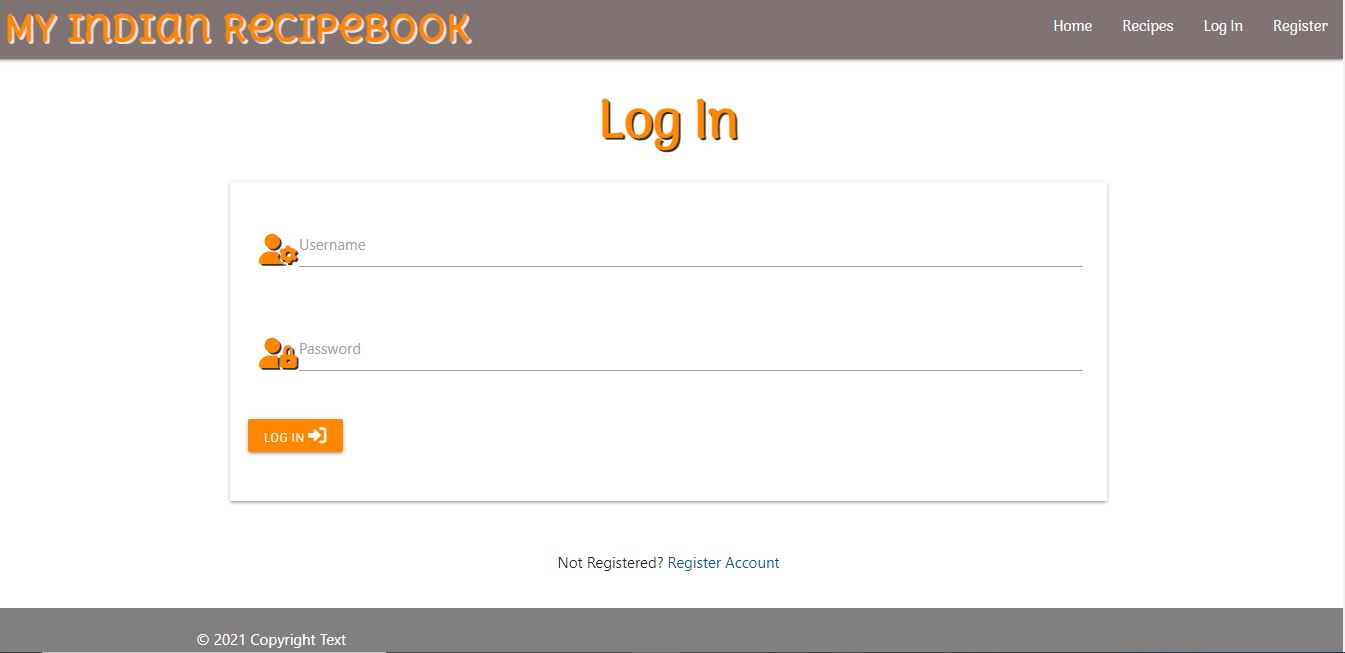 My Indian Recipebook
Home Recipes Log In Register
Log In
Username
Password
LOG IN
Not Registered? Register Account
© 2021 Copyright Text